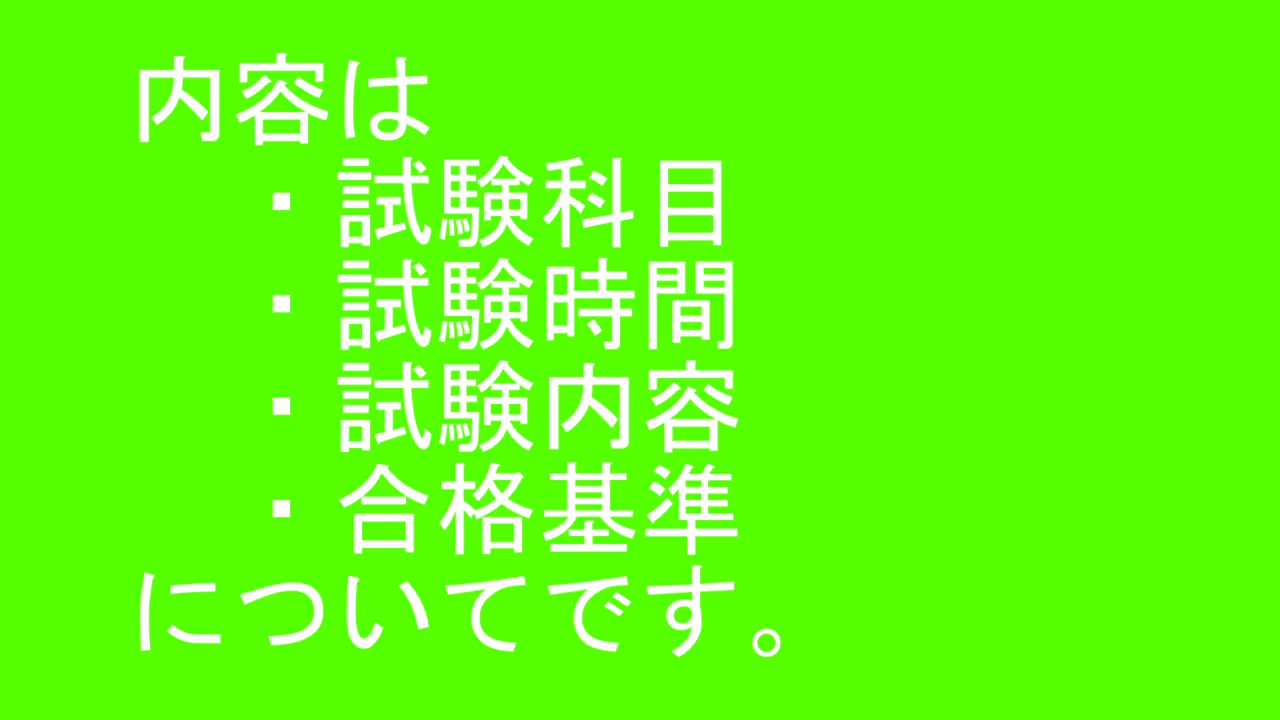 内容は
・試験科目
・試験時間
・試験内容
・合格基準
についてです。